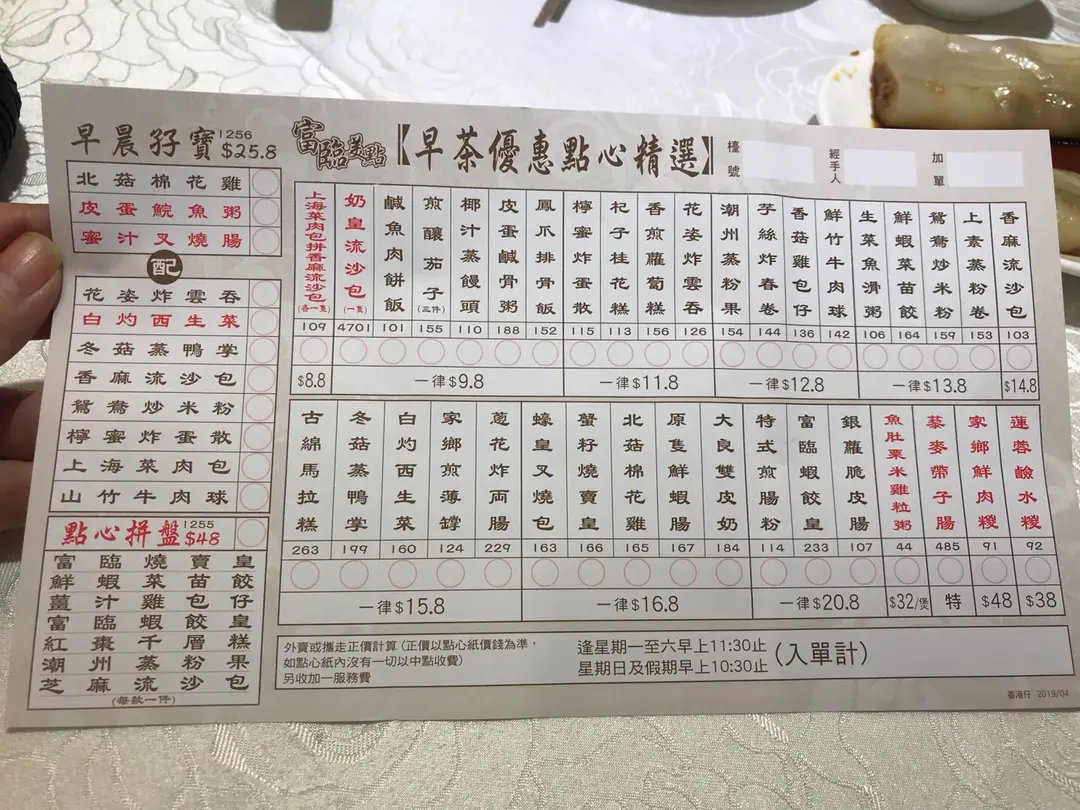 早晨孖寶 1256 $25.8
北菇棉花雞
皮蛋鯇魚粥
蜜汁叉燒腸
配
花姿炸雲吞
白灼西生菜
冬菇蒸鴨掌
香麻流沙包
鴛鴦炒米粉
檸蜜炸蛋散
上海菜肉包
山竹牛肉球
點心拼盤 1255 $48
富臨燒賣皇
鮮蝦菜苗餃
薑汁雞包仔
富臨蝦餃皇
紅棗千層糕
潮州蒸粉果
芝麻流沙包
(每款一件)
富臨美點【早茶優惠點心精選】
檯號
經手人
加單
上海菜肉包拼香麻流沙包(各一隻) 109
奶皇流沙包(一隻) 4701
鹹魚肉餅飯 101
煎釀茄子(三件) 155
椰汁蒸饅頭 110
皮蛋鹹骨粥 188
鳳爪排骨飯 152
檸蜜炸蛋散 115
杞子桂花糕 113
香煎蘿蔔糕 156
花姿炸雲吞 126
潮州蒸粉果 154
芋絲炸春卷 144
香菇雞包仔 136
鮮竹牛肉球 142
生菜魚滑粥 106
鮮蝦菜苗餃 164
鴛鴦炒米粉 159
上素蒸粉卷 153
香麻流沙包 103
$8.8 一律$9.8 一律$11.8 一律$12.8 一律$13.8 $14.8
古綿馬拉糕 263
冬菇蒸鴨掌 199
白灼西生菜 160
家鄉煎薄罉 124
蔥花炸両腸 229
蠔皇叉燒包 163
蟹籽燒賣皇 166
北菇棉花雞 165
原隻鮮蝦腸 167
大良雙皮奶 184
特式煎腸粉 114
富臨蝦餃皇 233
銀蘿脆皮腸 107
魚肚粟米雞粒粥 44
藜麥帶子腸 485
家鄉鮮肉糉 91
蓮蓉鹼水糉 92
一律$15.8 一律$16.8 一律$20.8 $32/煲 特 $48 $38
外賣或攜走正價計算(正價以點心紙價錢為準,
如點心紙內沒有一切以中點收費)
另收加一服務費
逢星期一至六早上11:30止
星期日及假期早上10:30止
(入單計)
香港仔 2019/04